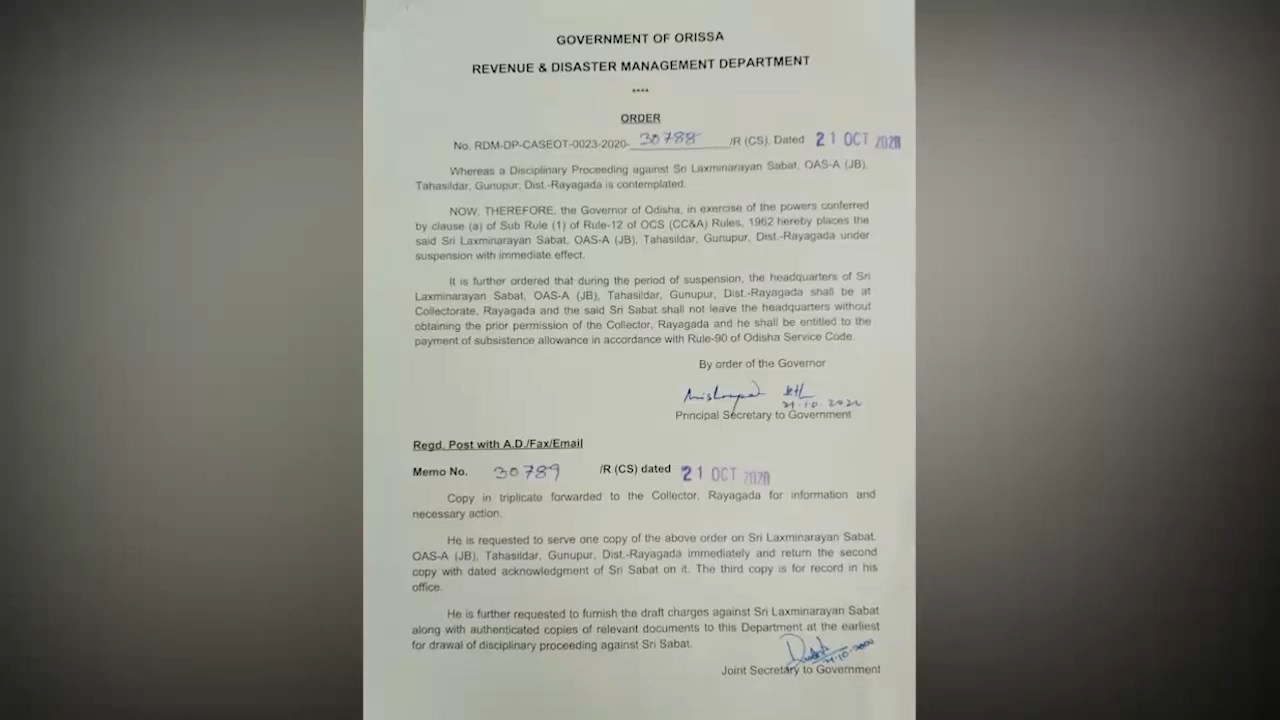 GOVERNMENT OF ORISSA
REVENUE & DISASTER MANAGEMENT DEPARTMENT
****
ORDER
No. RDM-DP-CASEOT-0023-2020- 30788 /R (CS). Dated 21 OCT 2020
Whereas a Disciplinary Proceeding against Sri Laxminarayan Sabat, OAS-A (JB),
Tahasildar, Gunupur, Dist.-Rayagada is contemplated.
NOW, THEREFORE, the Governor of Odisha, in exercise of the powers conferred
by clause (a) of Sub Rule (1) of Rule-12 of OCS (CC&A) Rules, 1962 hereby places the
said Sri Laxminarayan Sabat, OAS-A (JB), Tahasildar, Gunupur, Dist.-Rayagada under
suspension with immediate effect.
It is further ordered that during the period of suspension, the headquarters of Sri
Laxminarayan Sabat, OAS-A (JB), Tahasildar, Gunupur, Dist.-Rayagada shall be at
Collectorate, Rayagada and the said Sri Sabat shall not leave the headquarters without
obtaining the prior permission of the Collector, Rayagada and he shall be entitled to the
payment of subsistence allowance in accordance with Rule-90 of Odisha Service Code.
By order of the Governor
21.10.2020
Principal Secretary to Government
Regd. Post with A.D./Fax/Email
Memo No. 30789 /R (CS) dated 21 OCT 2020
Copy in triplicate forwarded to the Collector, Rayagada for information and
necessary action.
He is requested to serve one copy of the above order on Sri Laxminarayan Sabat,
OAS-A (JB), Tahasildar, Gunupur, Dist.-Rayagada immediately and return the second
copy with dated acknowledgment of Sri Sabat on it. The third copy is for record in his
office.
He is further requested to furnish the draft charges against Sri Laxminarayan Sabat
along with authenticated copies of relevant documents to this Department at the earliest
for drawal of disciplinary proceeding against Sri Sabat.
21.10.2020
Joint Secretary to Government